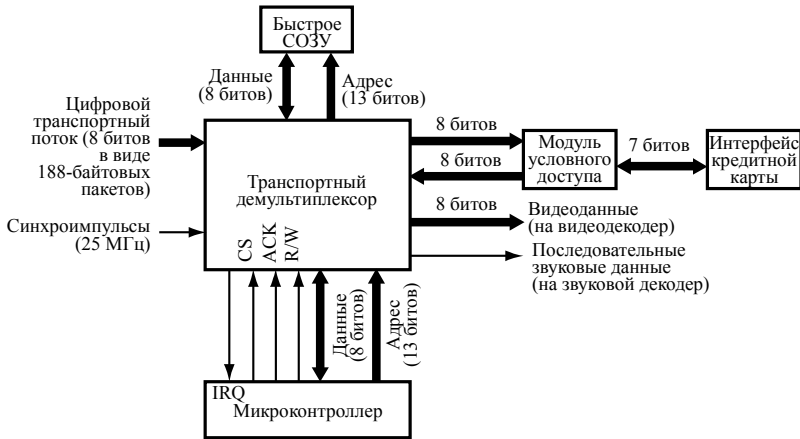 Быстрое
СОЗУ
Данные
(8 битов)
Адрес
(13 битов)
Цифровой
транспортный
поток (8 битов
в виде
188-байтовых
пакетов)
8 битов
8 битов
Модуль
условного
доступа
7 битов
Интерфейс
кредитной
карты
Транспортный
демультиплексор
8 битов
Видеоданные
(на видеодекодер)
Синхроимпульсы
(25 МГц)
CS
ACK
R/W
Последовательные
звуковые данные
(на звуковой декодер)
Данные
(8 битов)
Адрес
(13 битов)
IRQ
Микроконтроллер